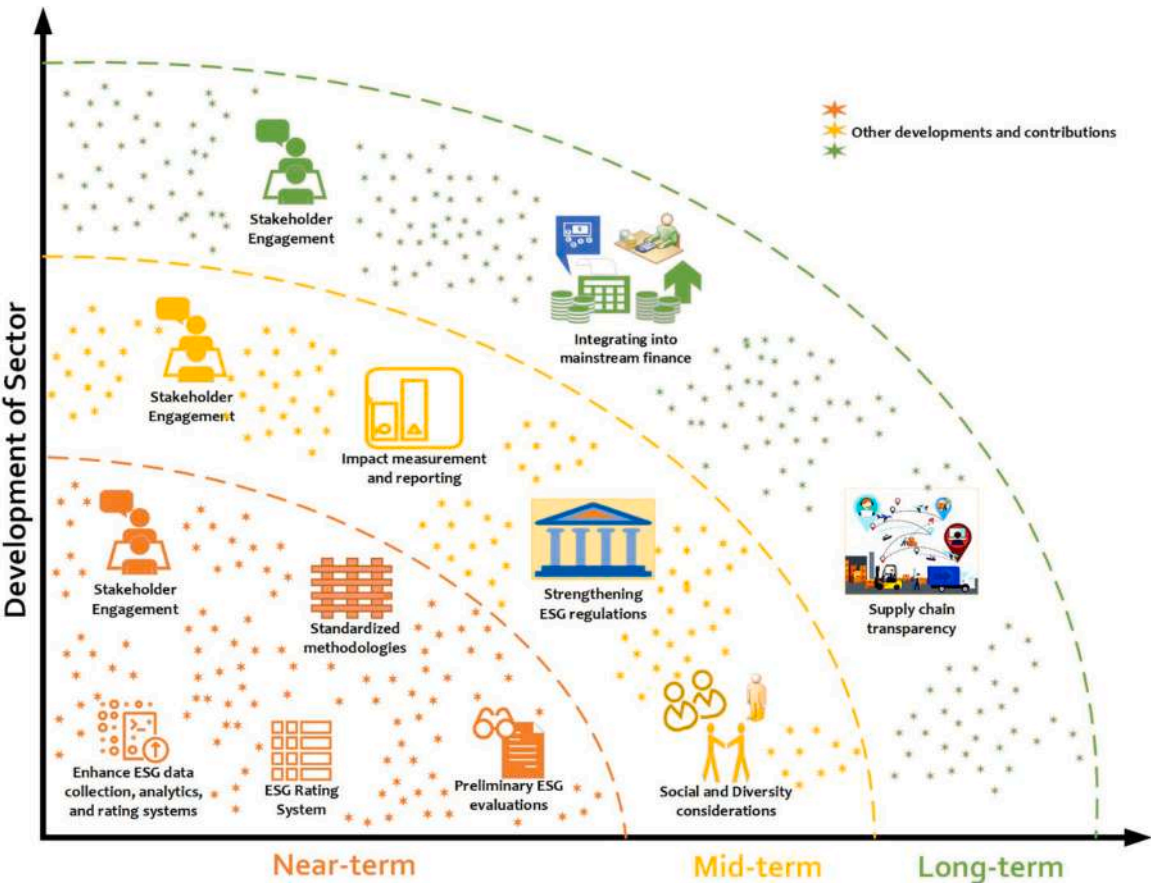 Other developments and contributions
Stakeholder
Engagement
Integrating into
mainstream finance
Stakeholder
Engagement
Impact measurement
and reporting
Stakeholder
Engagement
Standardized
methodologies
Strengthening
ESG regulations
Supply chain
transparency
Enhance ESG data
collection, analytics,
and rating systems
ESG Rating
System
Preliminary ESG
evaluations
Social and Diversity
considerations
Development of Sector
Near-term
Mid-term
Long-term